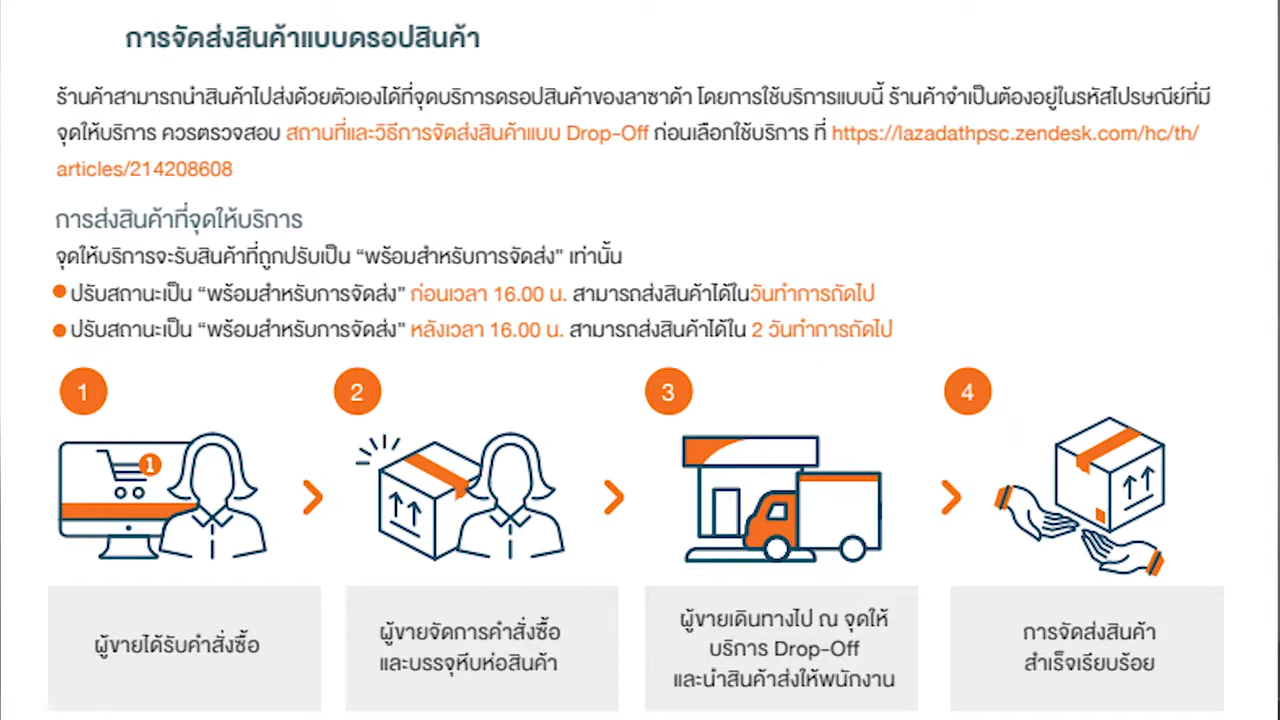 การจัดส่งสินค้าแบบดรอปสินค้า
ร้านค้าสามารถนำสินค้าไปส่งด้วยตัวเองได้ที่จุดบริการดรอปสินค้าของลาซาด้า โดยการใช้บริการแบบนี้ ร้านค้าจำเป็นต้องอยู่ในรหัสไปรษณีย์ที่มี
จุดให้บริการ ควรตรวจสอบ สถานที่และวิธีการจัดส่งสินค้าแบบ Drop-Off ก่อนเลือกใช้บริการ ที่ https://lazadathpsc.zendesk.com/hc/th/
articles/214208608
การส่งสินค้าที่จุดให้บริการ
จุดให้บริการจะรับสินค้าที่ถูกปรับเป็น “พร้อมสำหรับการจัดส่ง” เท่านั้น
ปรับสถานะเป็น “พร้อมสำหรับการจัดส่ง” ก่อนเวลา 16.00 น. สามารถส่งสินค้าได้ในวันทำการถัดไป
ปรับสถานะเป็น “พร้อมสำหรับการจัดส่ง” หลังเวลา 16.00 น. สามารถส่งสินค้าได้ใน 2 วันทำการถัดไป
1
2
3
4
1
ผู้ขายได้รับคำสั่งซื้อ
ผู้ขายจัดการคำสั่งซื้อ
และบรรจุหีบห่อสินค้า
ผู้ขายเดินทางไป ณ จุดให้
บริการ Drop-Off
และนำสินค้าส่งให้พนักงาน
การจัดส่งสินค้า
สำเร็จเรียบร้อย